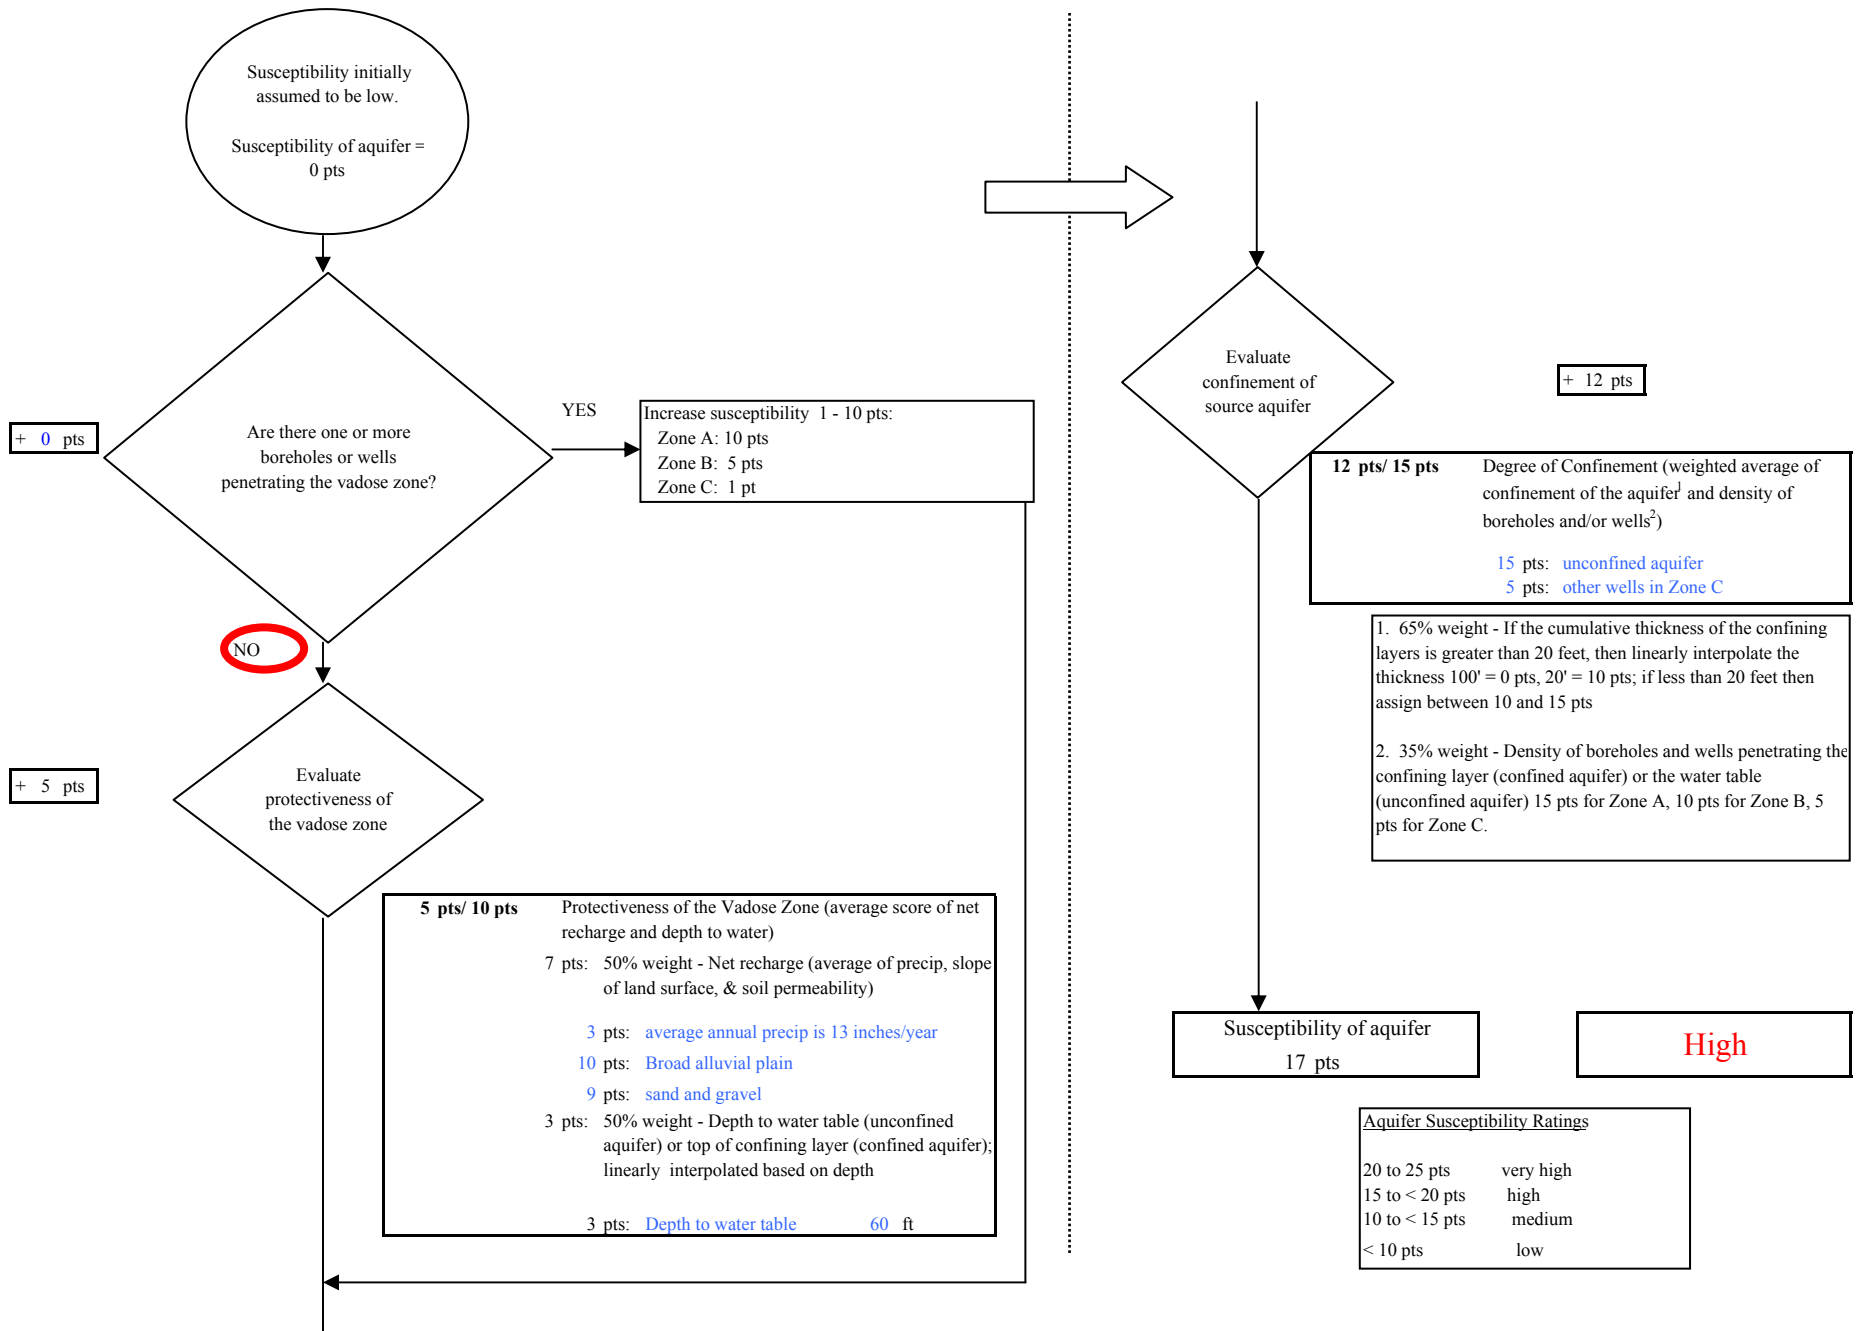 Susceptibility initially
assumed to be low.
Susceptibility of aquifer =
0 pts
+ 0 pts
Are there one or more
boreholes or wells
penetrating the vadose zone?
YES
Increase susceptibility 1 - 10 pts:
Zone A: 10 pts
Zone B: 5 pts
Zone C: 1 pt
NO
+ 5 pts
Evaluate
protectiveness of
the vadose zone
5 pts/ 10 pts Protectiveness of the Vadose Zone (average score of net
recharge and depth to water)
7 pts: 50% weight - Net recharge (average of precip, slope
of land surface, & soil permeability)
3 pts: average annual precip is 13 inches/year
10 pts: Broad alluvial plain
9 pts: sand and gravel
3 pts: 50% weight - Depth to water table (unconfined
aquifer) or top of confining layer (confined aquifer);
linearly interpolated based on depth
3 pts: Depth to water table 60 ft
Evaluate
confinement of
source aquifer
+ 12 pts
12 pts/ 15 pts Degree of Confinement (weighted average of
confinement of the aquifer1 and density of
boreholes and/or wells2)
15 pts: unconfined aquifer
5 pts: other wells in Zone C
1. 65% weight - If the cumulative thickness of the confining
layers is greater than 20 feet, then linearly interpolate the
thickness 100' = 0 pts, 20' = 10 pts; if less than 20 feet then
assign between 10 and 15 pts
2. 35% weight - Density of boreholes and wells penetrating the
confining layer (confined aquifer) or the water table
(unconfined aquifer) 15 pts for Zone A, 10 pts for Zone B, 5
pts for Zone C.
Susceptibility of aquifer
17 pts
High
Aquifer Susceptibility Ratings
20 to 25 pts very high
15 to < 20 pts high
10 to < 15 pts medium
< 10 pts low